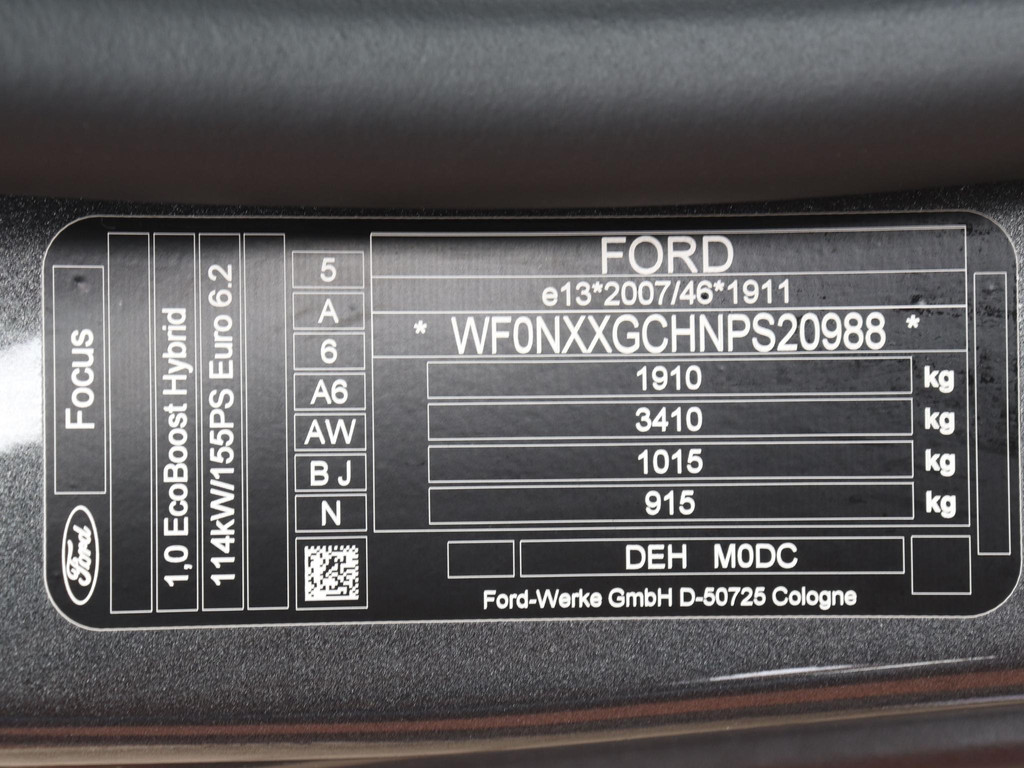 Focus
Ford
1,0 EcoBoost Hybrid
114kW/155PS Euro 6.2
5
A
6
A6
AW
B J
N
FORD
e13*2007/46*1911
* WF0NXXGCHNPS20988 *
1910 kg
3410 kg
1015 kg
915 kg
DEH M0DC
Ford-Werke GmbH D-50725 Cologne